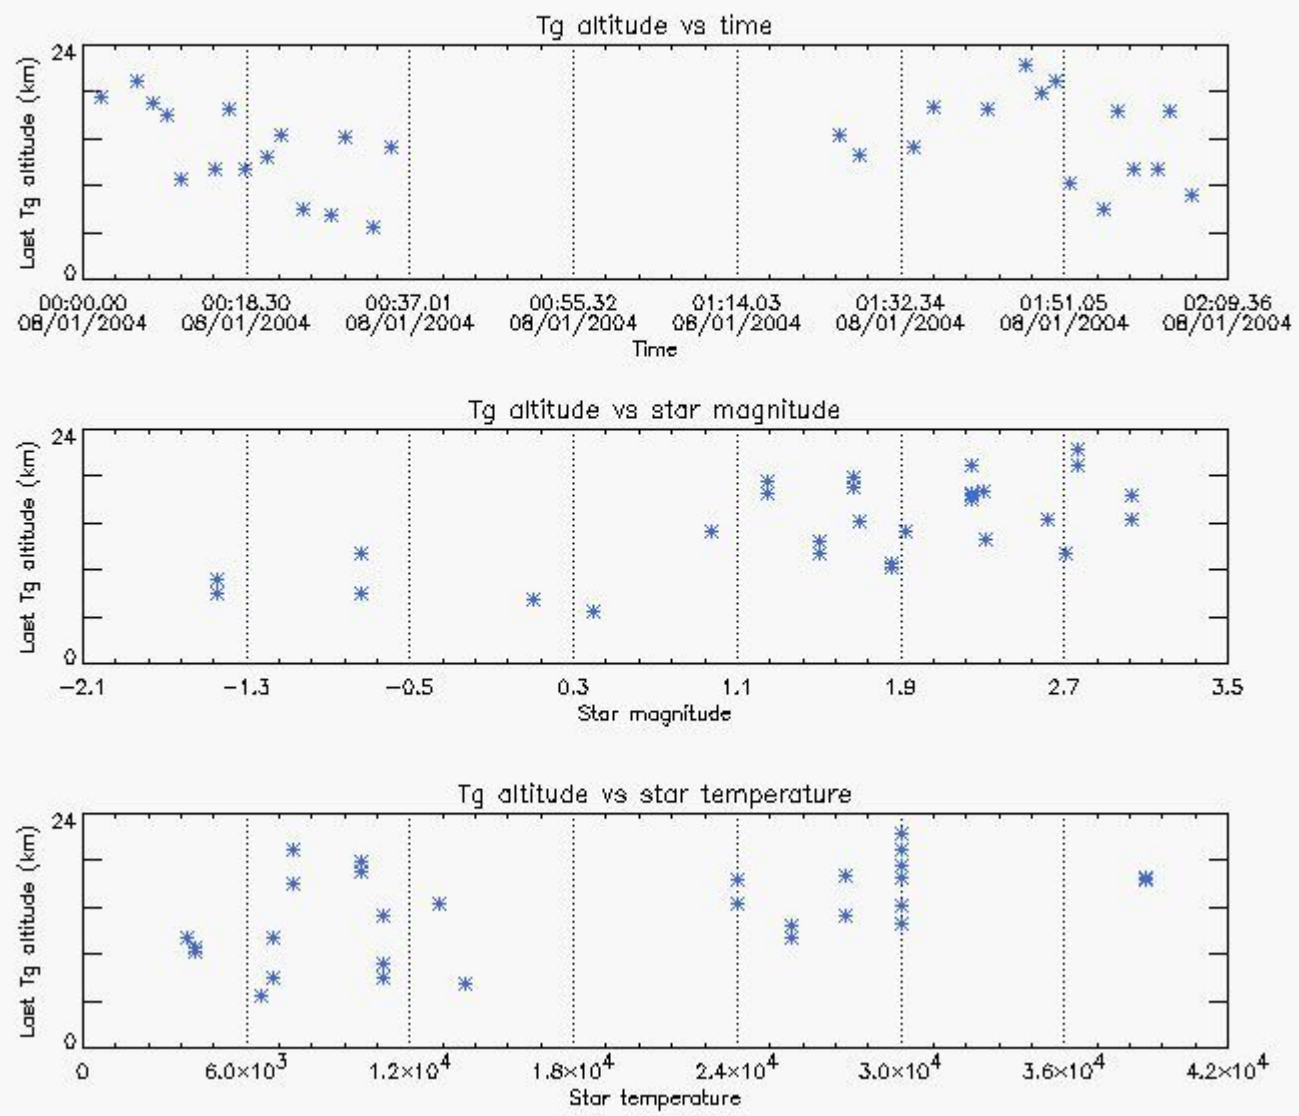 Tg altitude vs time
Last Tg altitude (km)
24
0
00:00.00 00:18.30 00:37.01 00:55.32 01:14.03 01:32.34 01:51.05 02:09.36
08/01/2004 08/01/2004 08/01/2004 08/01/2004 08/01/2004 08/01/2004 08/01/2004 08/01/2004
Time
Tg altitude vs star magnitude
Last Tg altitude (km)
24
0
−2.1 −1.3 −0.5 0.3 1.1 1.9 2.7 3.5
Star magnitude
Tg altitude vs star temperature
Last Tg altitude (km)
24
0
0 6.0×10³ 1.2×10⁴ 1.8×10⁴ 2.4×10⁴ 3.0×10⁴ 3.6×10⁴ 4.2×10⁴
Star temperature